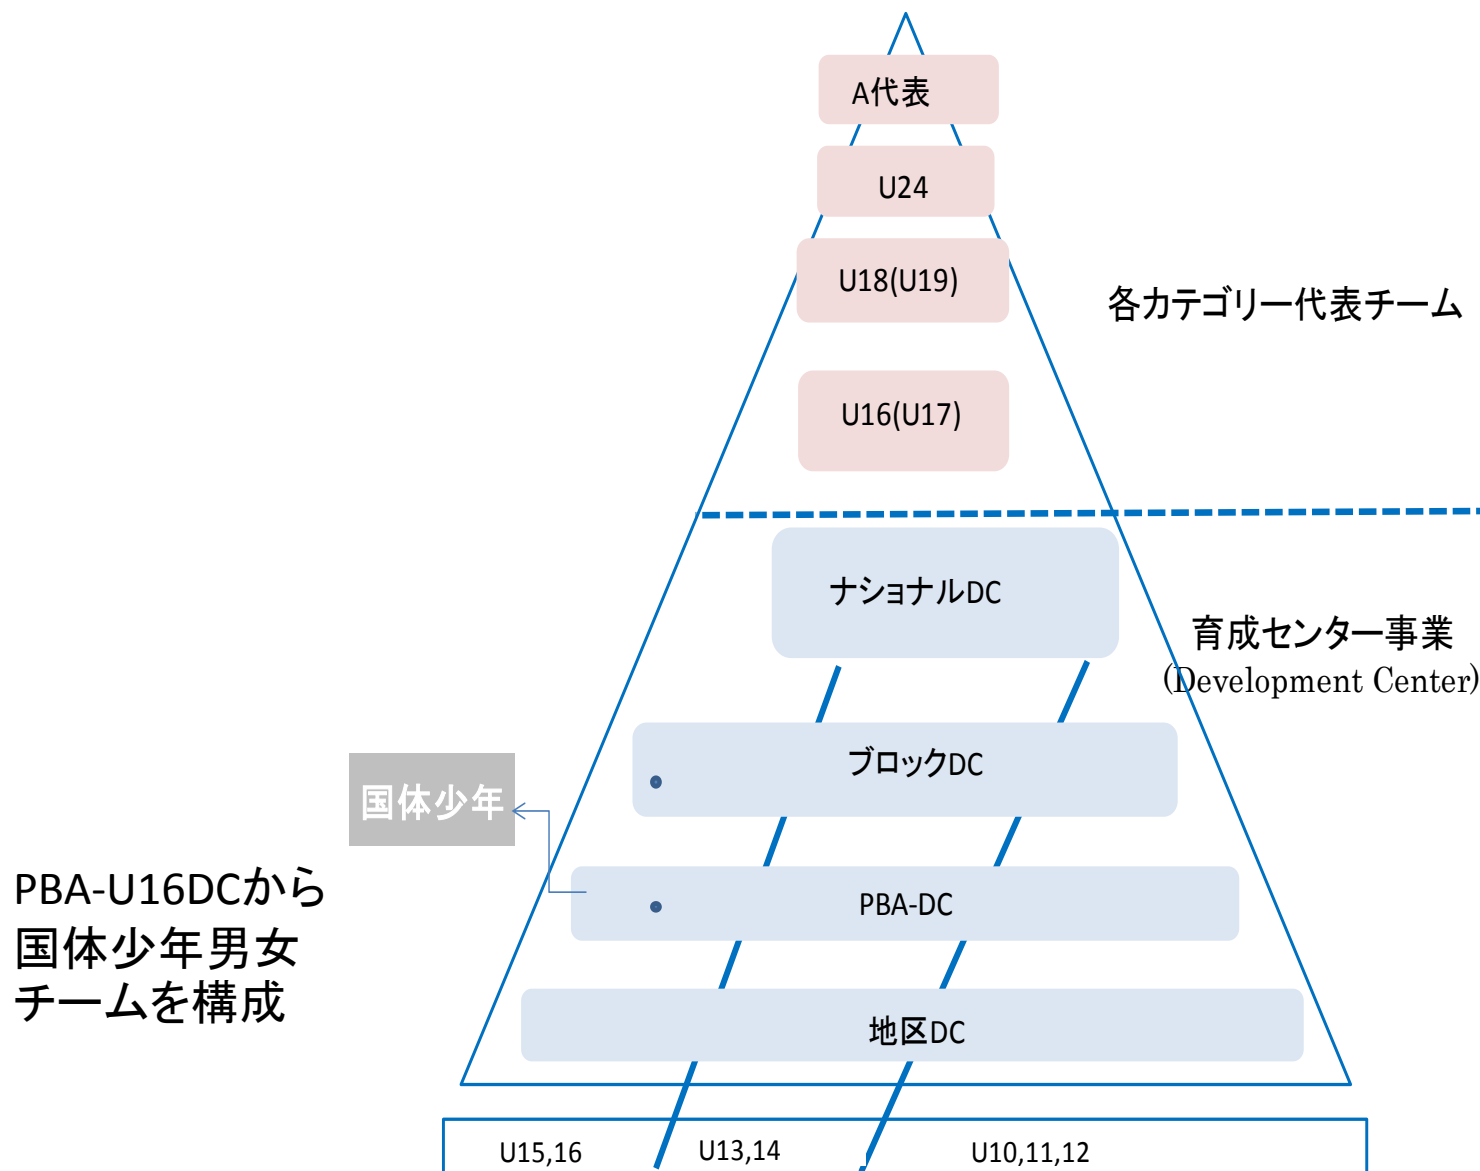 A代表
U24
U18(U19)
各カテゴリー代表チーム
U16(U17)
ナショナルDC
育成センター事業
(Development Center)
ブロックDC
国体少年
PBA-U16DCから
国体少年男女
チームを構成
PBA-DC
地区DC
U15,16
U13,14
U10,11,12